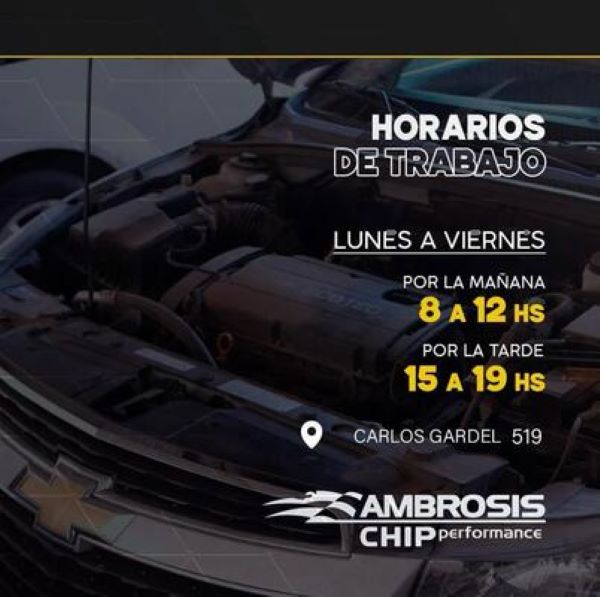 HORARIOS
DE TRABAJO
LUNES A VIERNES
POR LA MAÑANA
8 A 12 HS
POR LA TARDE
15 A 19 HS
CARLOS GARDEL 519
AMBROSIS
CHIP performance